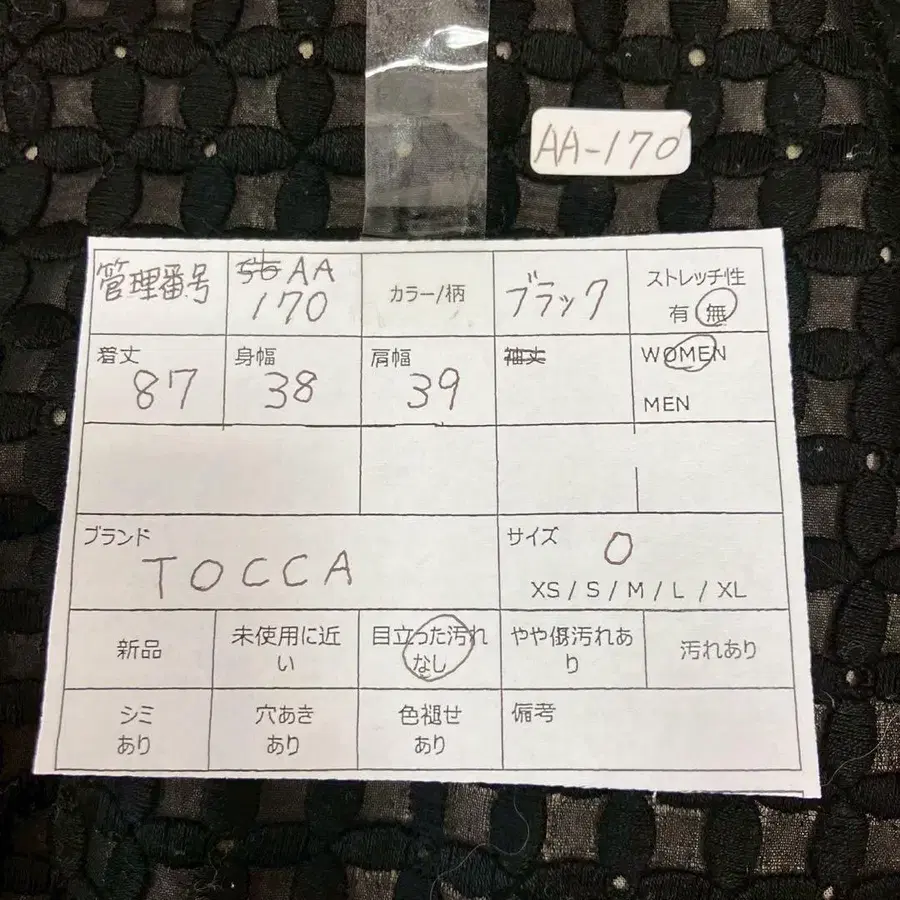 AA-170
管理番号
AA
170
カラー/柄
ブラック
ストレッチ性
有 無
着丈
87
身幅
38
肩幅
39
袖丈
WOMEN
MEN
ブランド
TOCCA
サイズ
0
XS / S / M / L / XL
新品
未使用に近
い
目立った汚れ
なし
やや傷汚れあ
り
汚れあり
シミ
あり
穴あき
あり
色褪せ
あり
備考